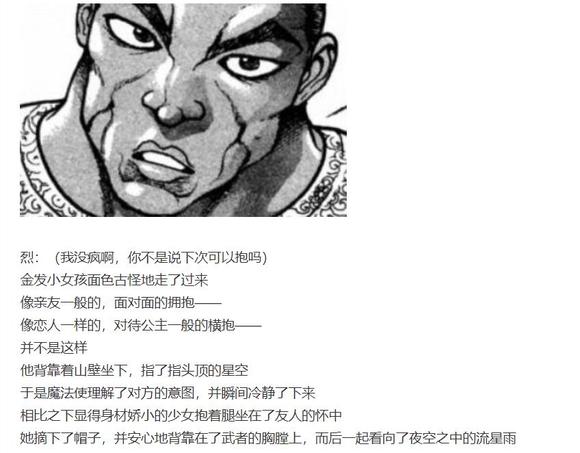 烈：（我没疯啊，你不是说下次可以抱吗）
金发小女孩面色古怪地走了过来
像亲友一般的，面对面的拥抱——
像恋人一样的，对待公主一般的横抱——
并不是这样
他背靠着山壁坐下，指了指头顶的星空
于是魔法使理解了对方的意图，并瞬间冷静了下来
相比之下显得身材娇小的少女抱着腿坐在了友人的怀中
她摘下了帽子，并安心地背靠在了武者的胸膛上，而后一起看向了夜空之中的流星雨